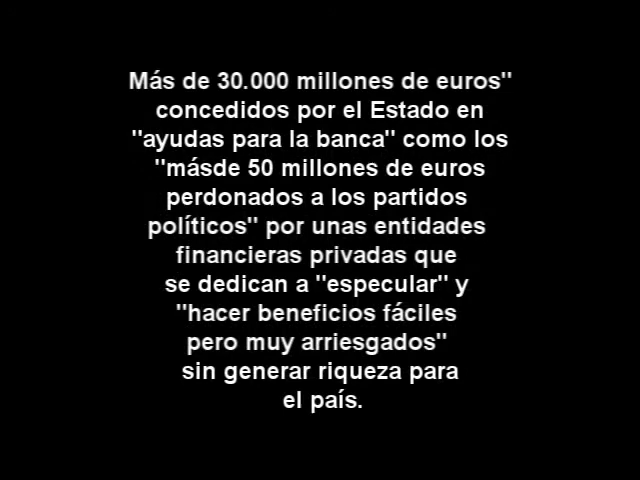 Más de 30.000 millones de euros"
concedidos por el Estado en
"ayudas para la banca" como los
"másde 50 millones de euros
perdonados a los partidos
políticos" por unas entidades
financieras privadas que
se dedican a "especular" y
"hacer beneficios fáciles
pero muy arriesgados"
sin generar riqueza para
el país.